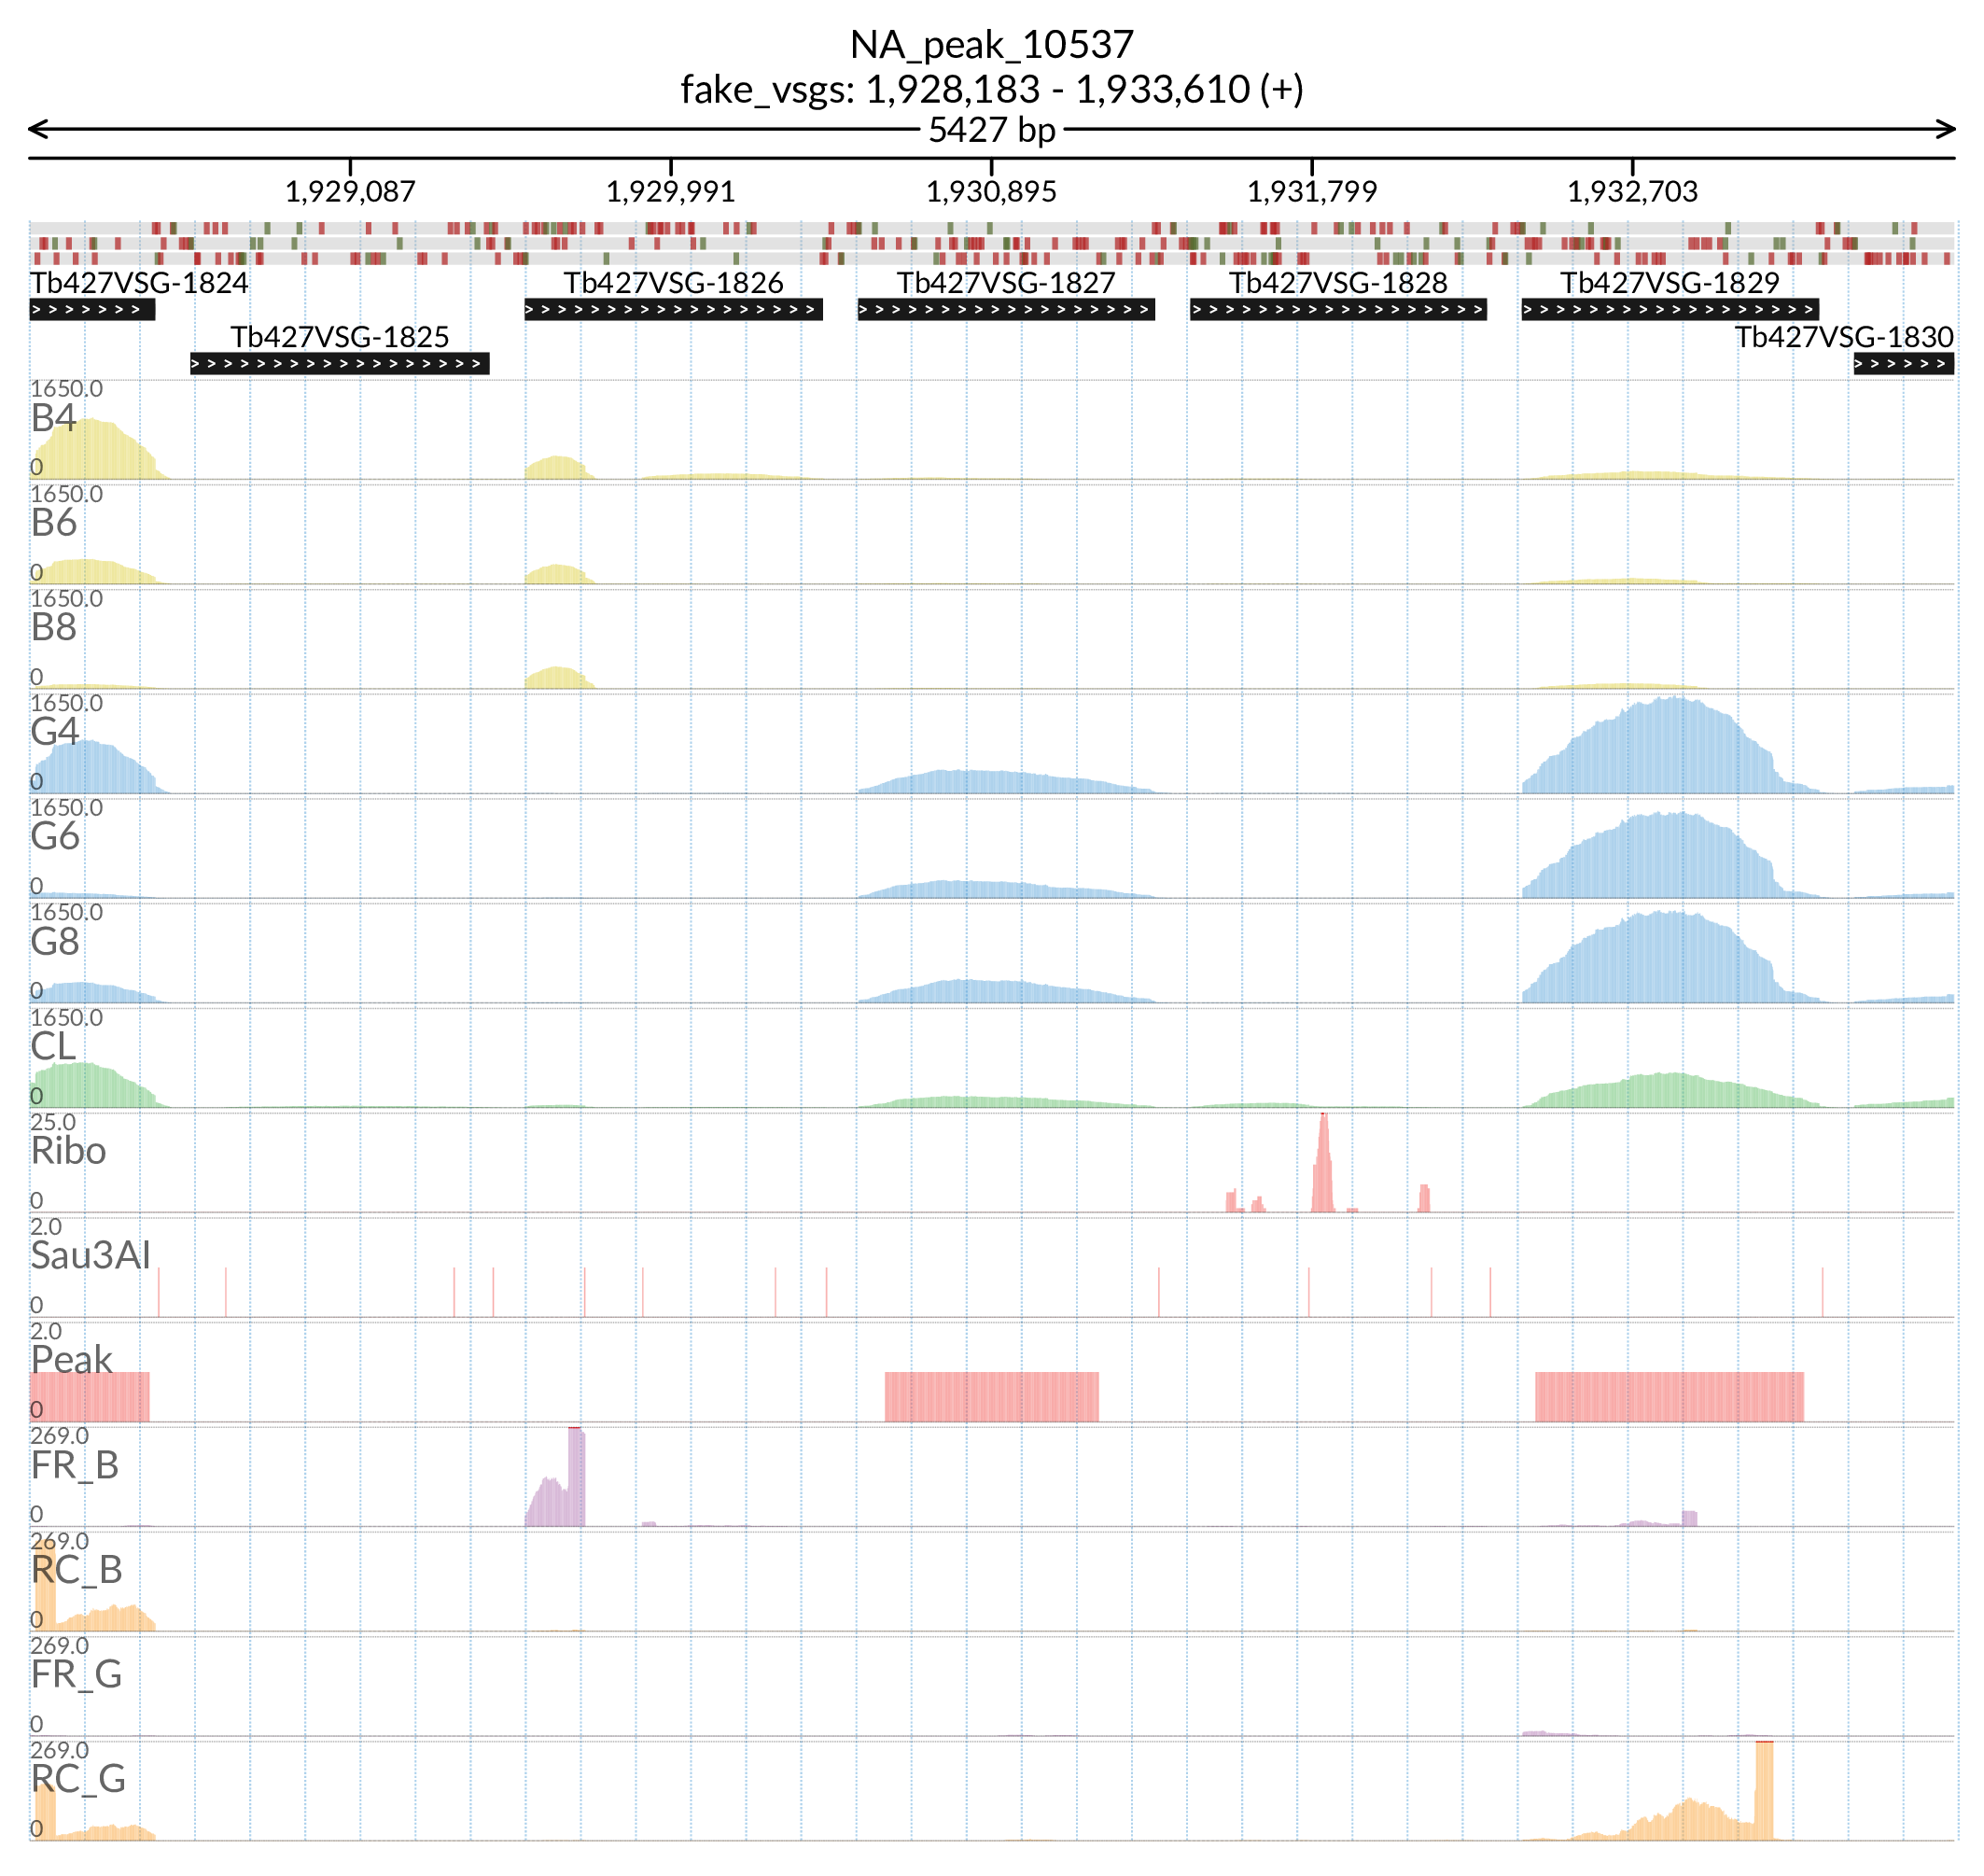 NA_peak_10537
fake_vsgs: 1,928,183 - 1,933,610 (+)
5427 bp
1,929,087 1,929,991 1,930,895 1,931,799 1,932,703
Tb427VSG-1824 Tb427VSG-1826 Tb427VSG-1827 Tb427VSG-1828 Tb427VSG-1829
Tb427VSG-1825 Tb427VSG-1830
1650.0
B4
0
1650.0
B6
0
1650.0
B8
0
1650.0
G4
0
1650.0
G6
0
1650.0
G8
0
1650.0
CL
0
25.0
Ribo
0
2.0
Sau3AI
0
2.0
Peak
0
269.0
FR_B
0
269.0
RC_B
0
269.0
FR_G
0
269.0
RC_G
0